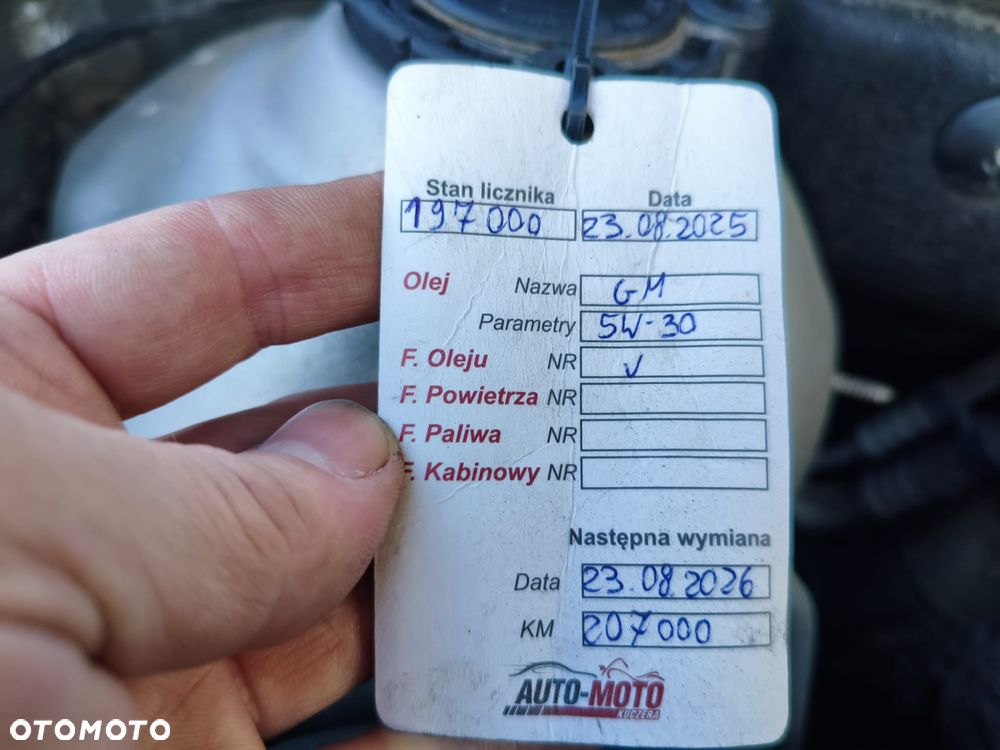 Stan licznika Data
197000 23.08.2025
Olej Nazwa GM
Parametry 5W-30
F. Oleju NR v
F. Powietrza NR
F. Paliwa NR
F. Kabinowy NR
Następna wymiana
Data 23.08.2026
KM 207000
AUTO-MOTO
KUCZERA
OTOMOTO